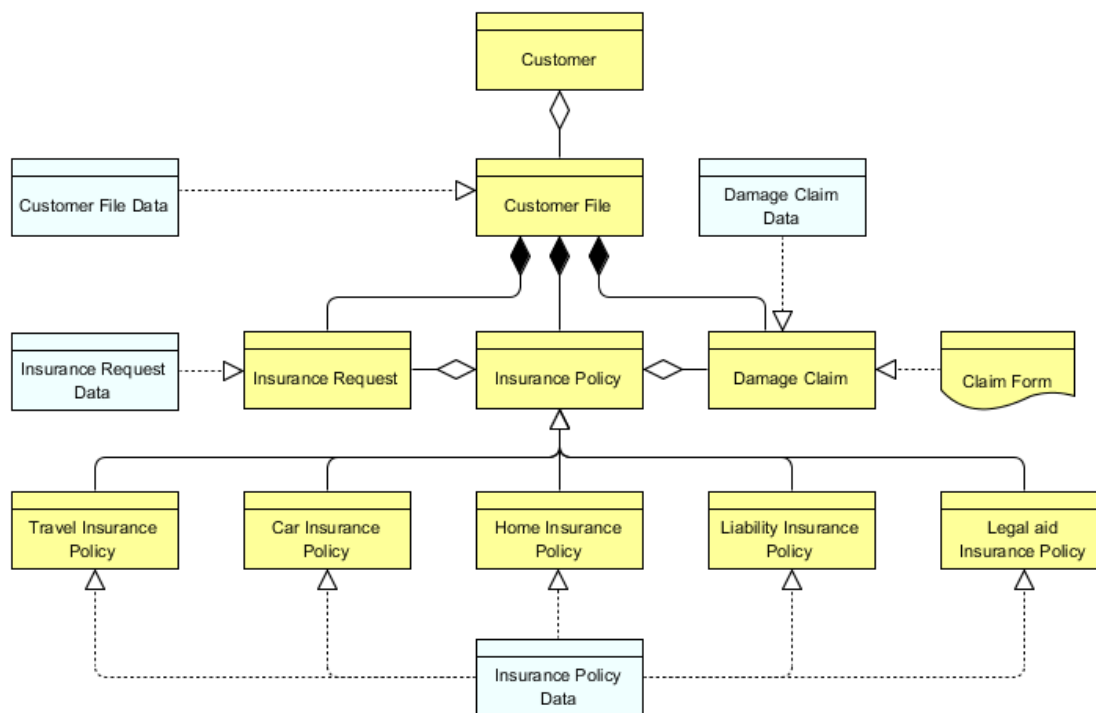 Customer
Customer File Data
Customer File
Damage Claim
Data
Insurance Request
Data
Insurance Request
Insurance Policy
Damage Claim
Claim Form
Travel Insurance
Policy
Car Insurance
Policy
Home Insurance
Policy
Liability Insurance
Policy
Legal aid
Insurance Policy
Insurance Policy
Data